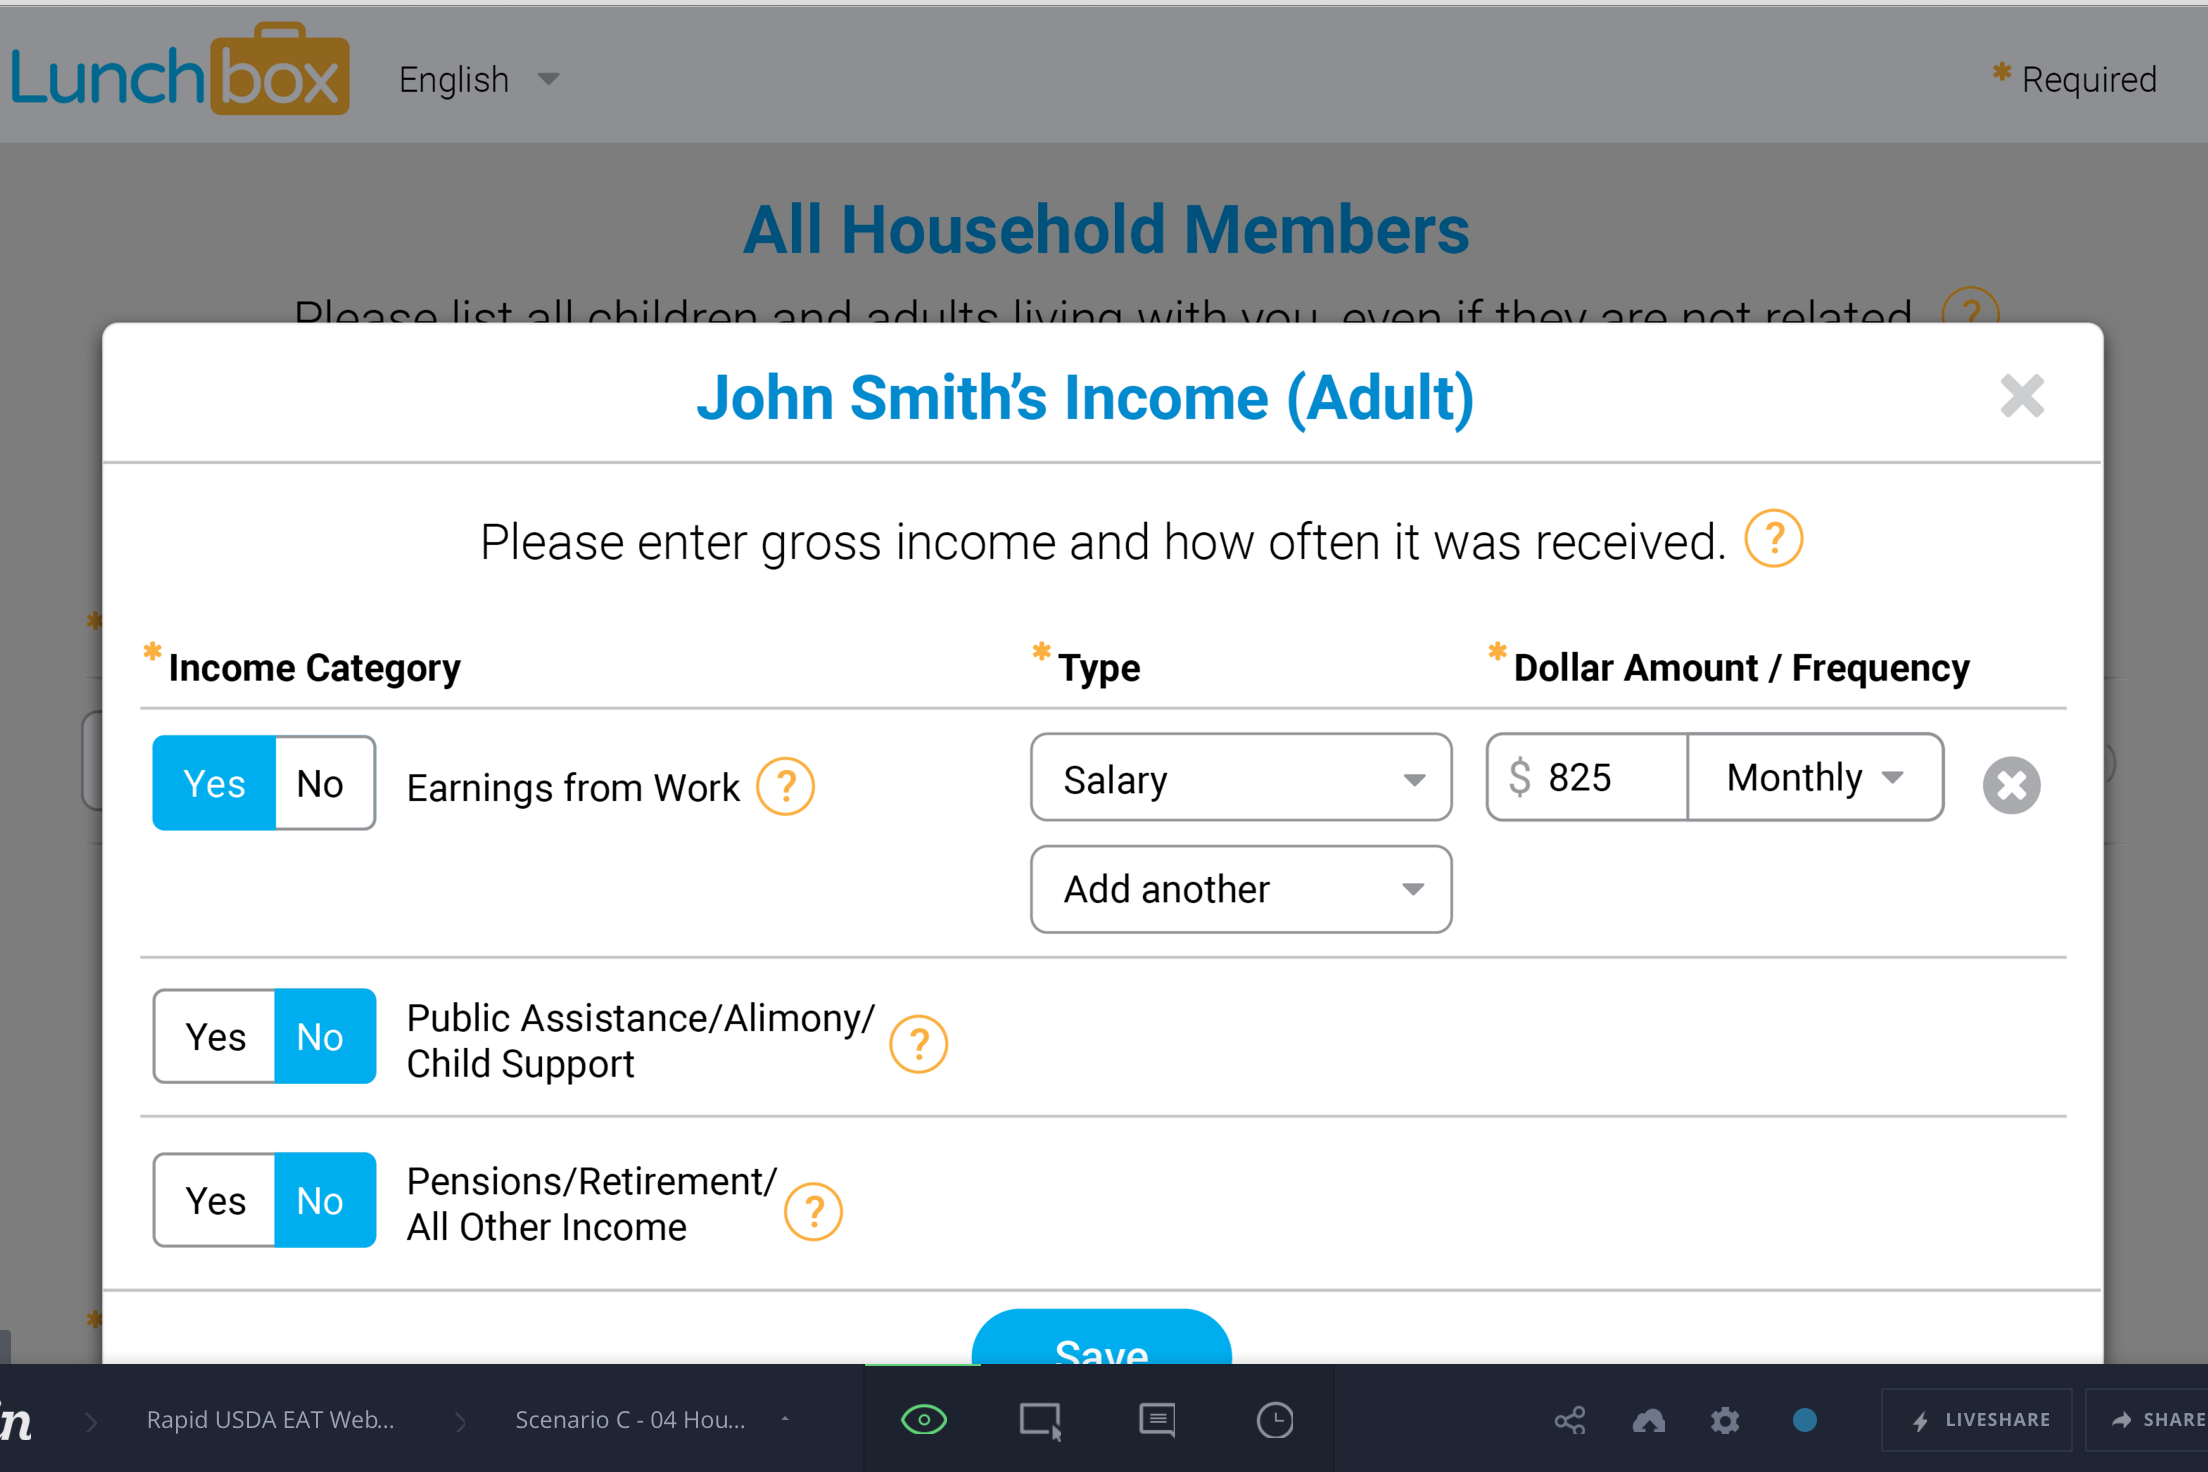 Lunchbox
English
* Required
All Household Members
Please list all children and adults living with you, even if they are not related. ?
John Smith’s Income (Adult)
Please enter gross income and how often it was received. ?
* Income Category * Type * Dollar Amount / Frequency
Yes No Earnings from Work ? Salary $ 825 Monthly
Add another
Yes No Public Assistance/Alimony/
Child Support ?
Yes No Pensions/Retirement/
All Other Income ?
Save
in Rapid USDA EAT Web... Scenario C - 04 Hou... LIVESHARE SHARE